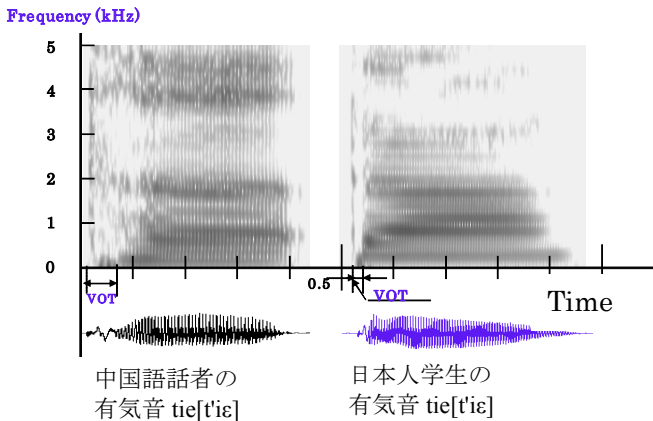 Frequency (kHz)
5
4
3
2
1
0
0.5
VOT
VOT
Time
中国語話者の
有気音 tie[t'iɛ]
日本人学生の
有気音 tie[t'iɛ]